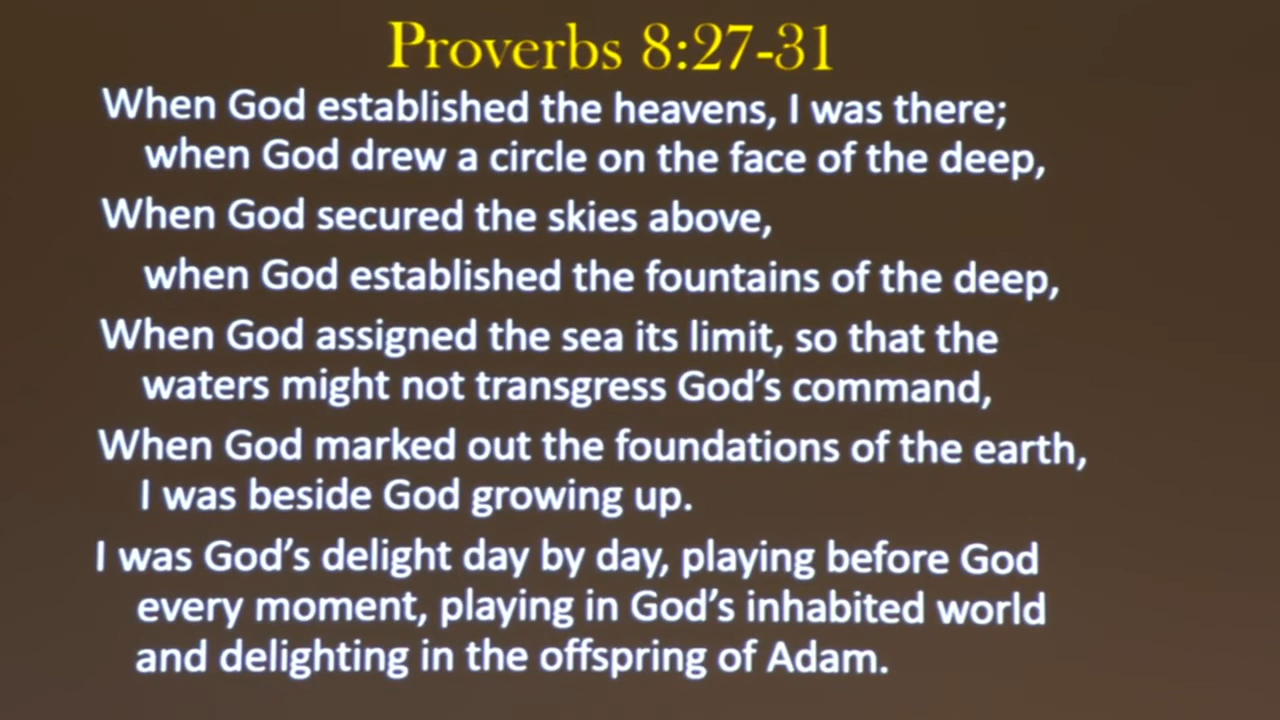 Proverbs 8:27-31
When God established the heavens, I was there;
when God drew a circle on the face of the deep,
When God secured the skies above,
when God established the fountains of the deep,
When God assigned the sea its limit, so that the
waters might not transgress God’s command,
When God marked out the foundations of the earth,
I was beside God growing up.
I was God’s delight day by day, playing before God
every moment, playing in God’s inhabited world
and delighting in the offspring of Adam.